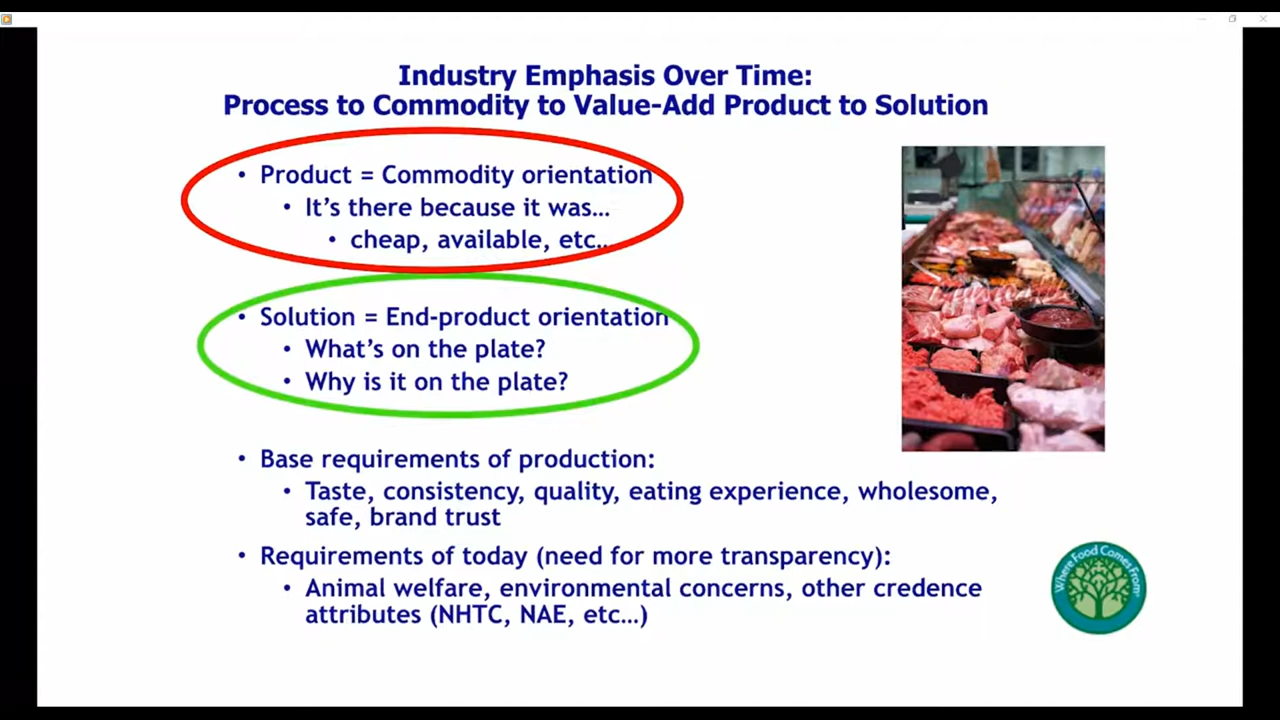 Industry Emphasis Over Time:
Process to Commodity to Value-Add Product to Solution
• Product = Commodity orientation
• It's there because it was…
• cheap, available, etc…
• Solution = End-product orientation
• What's on the plate?
• Why is it on the plate?
• Base requirements of production:
• Taste, consistency, quality, eating experience, wholesome,
safe, brand trust
• Requirements of today (need for more transparency):
• Animal welfare, environmental concerns, other credence
attributes (NHTC, NAE, etc…)
Where Food Comes From